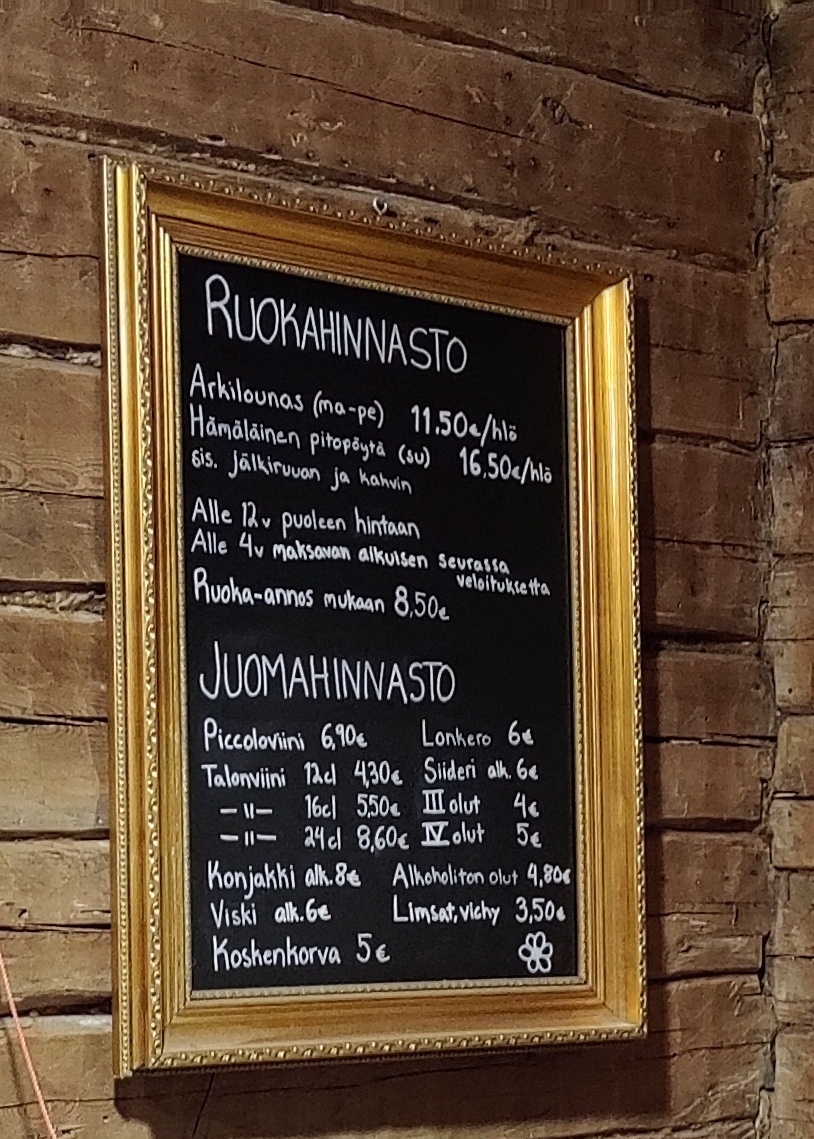 RUOKAHINNASTO
Arkilounas (ma-pe) 11.50€/hlö
Hämäläinen pitopöytä (su) 16,50€/hlö
sis. jälkiruuan ja kahvin
Alle 12v puoleen hintaan
Alle 4v maksavan aikuisen seurassa
veloituksetta
Ruoka-annos mukaan 8,50€
JUOMAHINNASTO
Piccoloviini 6,90€ Lonkero 6€
Talonviini 12cl 4,30€ Siideri alk. 6€
–"– 16cl 5,50€ III olut 4€
–"– 24cl 8,60€ IV olut 5€
Konjakki alk. 8€ Alkoholiton olut 4,80€
Viski alk. 6€ Limsat, vichy 3,50€
Koskenkorva 5€